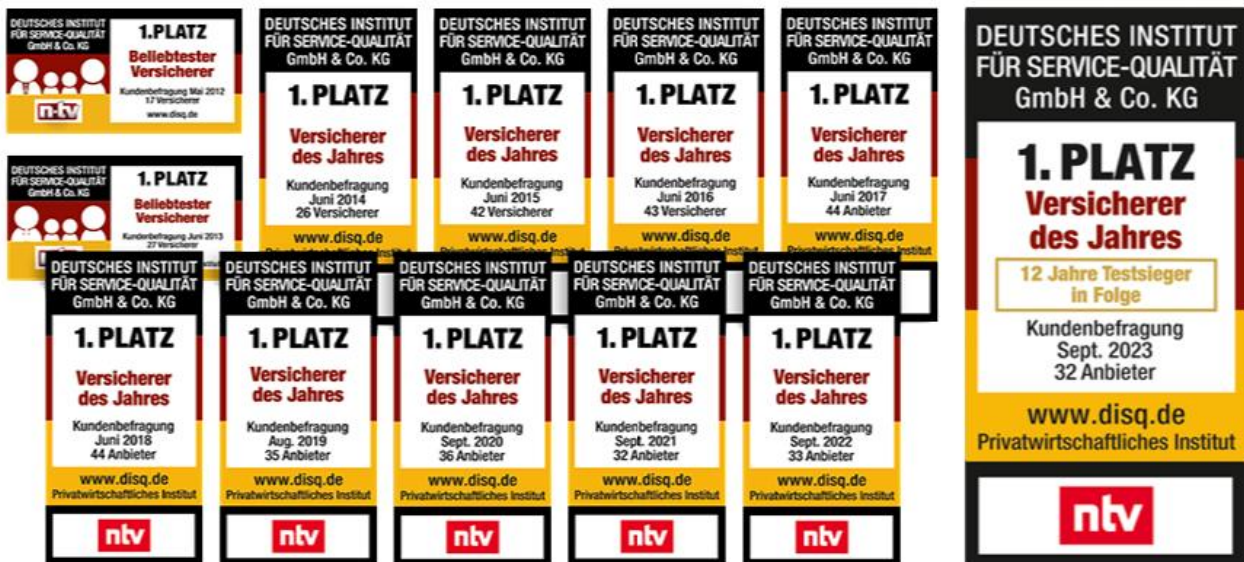 DEUTSCHES INSTITUT
FÜR SERVICE-QUALITÄT
GmbH & Co. KG
1. PLATZ
Beliebtester
Versicherer
Kundenbefragung Mai 2012
17 Versicherer
www.disq.de
n-tv
DEUTSCHES INSTITUT
FÜR SERVICE-QUALITÄT
GmbH & Co. KG
1. PLATZ
Beliebtester
Versicherer
Kundenbefragung Juni 2013
27 Versicherer
DEUTSCHES INSTITUT
FÜR SERVICE-QUALITÄT
GmbH & Co. KG
1. PLATZ
Versicherer
des Jahres
Kundenbefragung
Juni 2014
26 Versicherer
www.disq.de
DEUTSCHES INSTITUT
FÜR SERVICE-QUALITÄT
GmbH & Co. KG
1. PLATZ
Versicherer
des Jahres
Kundenbefragung
Juni 2015
42 Versicherer
www.disq.de
DEUTSCHES INSTITUT
FÜR SERVICE-QUALITÄT
GmbH & Co. KG
1. PLATZ
Versicherer
des Jahres
Kundenbefragung
Juni 2016
43 Versicherer
www.disq.de
DEUTSCHES INSTITUT
FÜR SERVICE-QUALITÄT
GmbH & Co. KG
1. PLATZ
Versicherer
des Jahres
Kundenbefragung
Juni 2017
44 Anbieter
www.disq.de
DEUTSCHES INSTITUT
FÜR SERVICE-QUALITÄT
GmbH & Co. KG
1. PLATZ
Versicherer
des Jahres
Kundenbefragung
Juni 2018
44 Anbieter
www.disq.de
Privatwirtschaftliches Institut
ntv
DEUTSCHES INSTITUT
FÜR SERVICE-QUALITÄT
GmbH & Co. KG
1. PLATZ
Versicherer
des Jahres
Kundenbefragung
Aug. 2019
35 Anbieter
www.disq.de
Privatwirtschaftliches Institut
ntv
DEUTSCHES INSTITUT
FÜR SERVICE-QUALITÄT
GmbH & Co. KG
1. PLATZ
Versicherer
des Jahres
Kundenbefragung
Sept. 2020
36 Anbieter
www.disq.de
Privatwirtschaftliches Institut
ntv
DEUTSCHES INSTITUT
FÜR SERVICE-QUALITÄT
GmbH & Co. KG
1. PLATZ
Versicherer
des Jahres
Kundenbefragung
Sept. 2021
32 Anbieter
www.disq.de
Privatwirtschaftliches Institut
ntv
DEUTSCHES INSTITUT
FÜR SERVICE-QUALITÄT
GmbH & Co. KG
1. PLATZ
Versicherer
des Jahres
Kundenbefragung
Sept. 2022
33 Anbieter
www.disq.de
Privatwirtschaftliches Institut
ntv
DEUTSCHES INSTITUT
FÜR SERVICE-QUALITÄT
GmbH & Co. KG
1. PLATZ
Versicherer
des Jahres
12 Jahre Testsieger
in Folge
Kundenbefragung
Sept. 2023
32 Anbieter
www.disq.de
Privatwirtschaftliches Institut
ntv